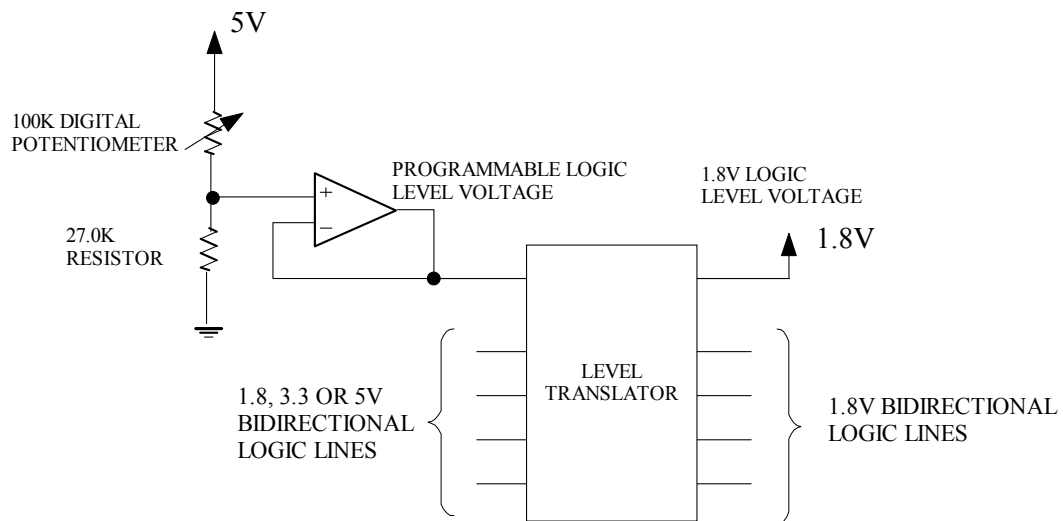 5V
100K DIGITAL
POTENTIOMETER
27.0K
RESISTOR
+
−
PROGRAMMABLE LOGIC
LEVEL VOLTAGE
1.8V LOGIC
LEVEL VOLTAGE
1.8V
LEVEL
TRANSLATOR
1.8, 3.3 OR 5V
BIDIRECTIONAL
LOGIC LINES
1.8V BIDIRECTIONAL
LOGIC LINES